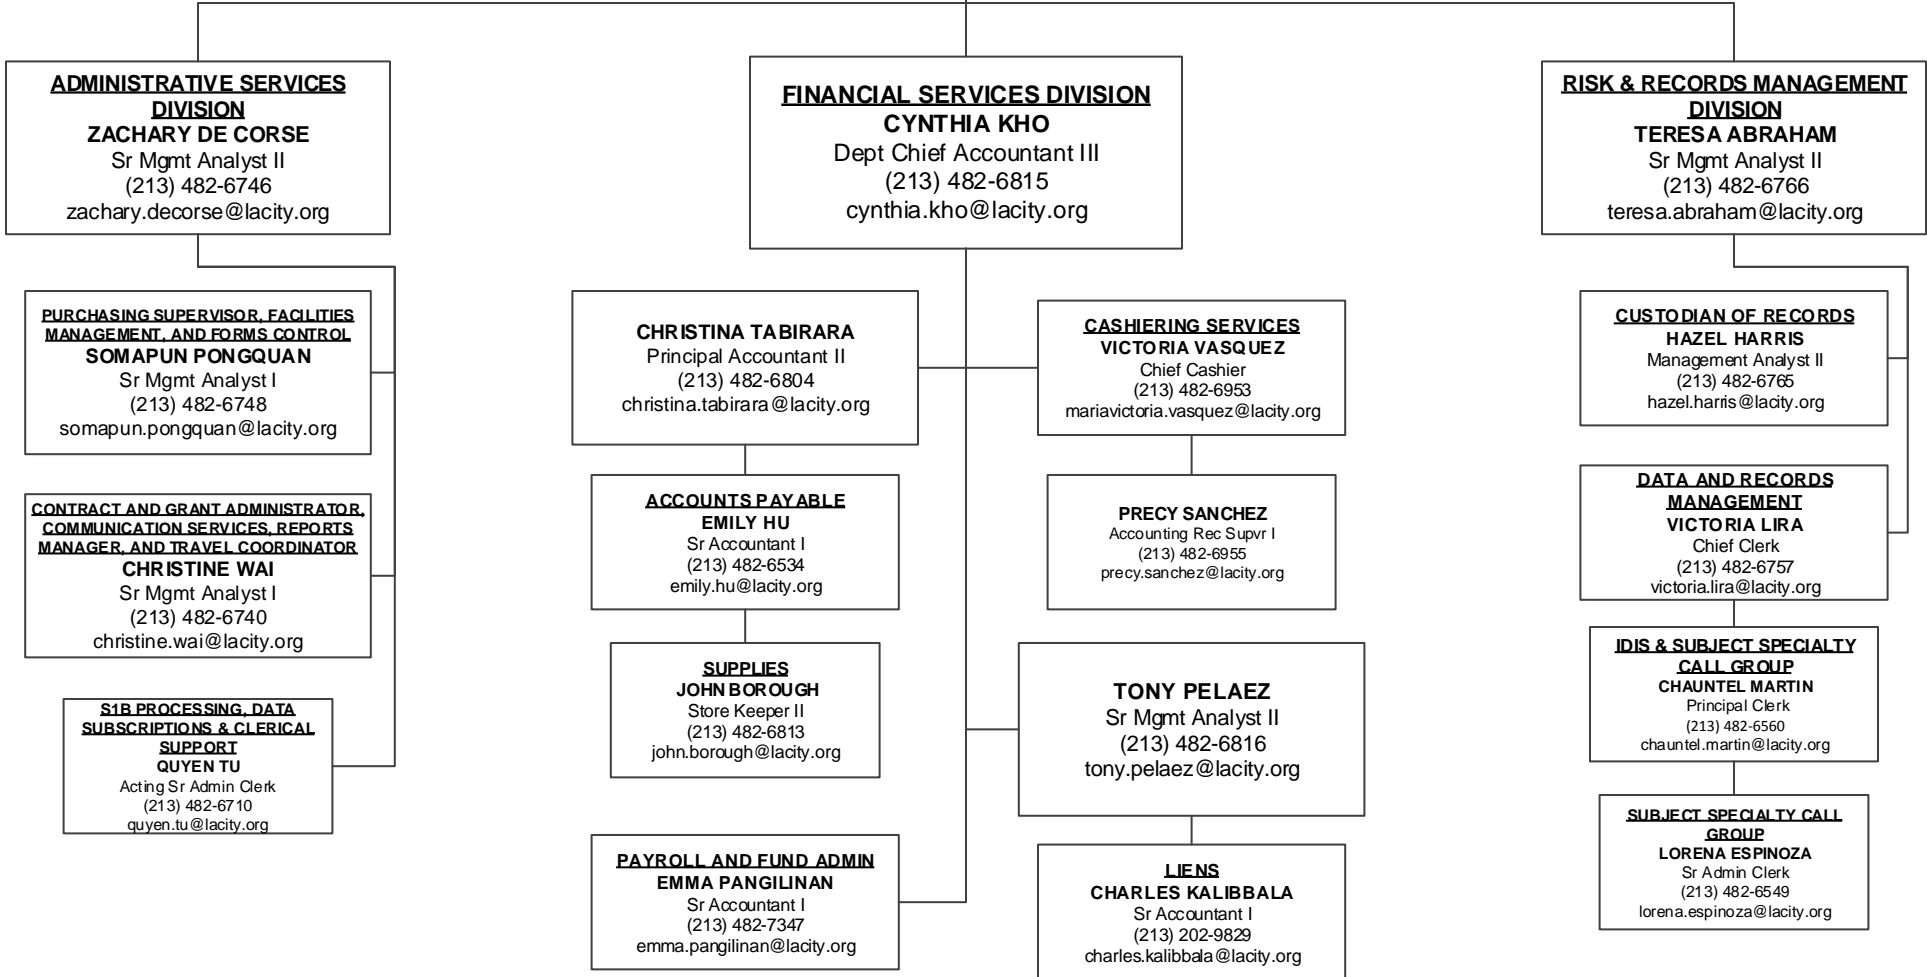 ADMINISTRATIVE SERVICES
DIVISION
ZACHARY DE CORSE
Sr Mgmt Analyst II
(213) 482-6746
zachary.decorse@lacity.org
PURCHASING SUPERVISOR, FACILITIES
MANAGEMENT, AND FORMS CONTROL
SOMAPUN PONGQUAN
Sr Mgmt Analyst I
(213) 482-6748
somapun.pongquan@lacity.org
CONTRACT AND GRANT ADMINISTRATOR,
COMMUNICATION SERVICES, REPORTS
MANAGER, AND TRAVEL COORDINATOR
CHRISTINE WAI
Sr Mgmt Analyst I
(213) 482-6740
christine.wai@lacity.org
S1B PROCESSING, DATA
SUBSCRIPTIONS & CLERICAL
SUPPORT
QUYEN TU
Acting Sr Admin Clerk
(213) 482-6710
quyen.tu@lacity.org
FINANCIAL SERVICES DIVISION
CYNTHIA KHO
Dept Chief Accountant III
(213) 482-6815
cynthia.kho@lacity.org
CHRISTINA TABIRARA
Principal Accountant II
(213) 482-6804
christina.tabirara@lacity.org
ACCOUNTS PAYABLE
EMILY HU
Sr Accountant I
(213) 482-6534
emily.hu@lacity.org
SUPPLIES
JOHN BOROUGH
Store Keeper II
(213) 482-6813
john.borough@lacity.org
PAYROLL AND FUND ADMIN
EMMA PANGILINAN
Sr Accountant I
(213) 482-7347
emma.pangilinan@lacity.org
CASHIERING SERVICES
VICTORIA VASQUEZ
Chief Cashier
(213) 482-6953
mariavictoria.vasquez@lacity.org
PRECY SANCHEZ
Accounting Rec Supvr I
(213) 482-6955
precy.sanchez@lacity.org
TONY PELAEZ
Sr Mgmt Analyst II
(213) 482-6816
tony.pelaez@lacity.org
LIENS
CHARLES KALIBBALA
Sr Accountant I
(213) 202-9829
charles.kalibbala@lacity.org
RISK & RECORDS MANAGEMENT
DIVISION
TERESA ABRAHAM
Sr Mgmt Analyst II
(213) 482-6766
teresa.abraham@lacity.org
CUSTODIAN OF RECORDS
HAZEL HARRIS
Management Analyst II
(213) 482-6765
hazel.harris@lacity.org
DATA AND RECORDS
MANAGEMENT
VICTORIA LIRA
Chief Clerk
(213) 482-6757
victoria.lira@lacity.org
IDIS & SUBJECT SPECIALTY
CALL GROUP
CHAUNTEL MARTIN
Principal Clerk
(213) 482-6560
chauntel.martin@lacity.org
SUBJECT SPECIALTY CALL
GROUP
LORENA ESPINOZA
Sr Admin Clerk
(213) 482-6549
lorena.espinoza@lacity.org